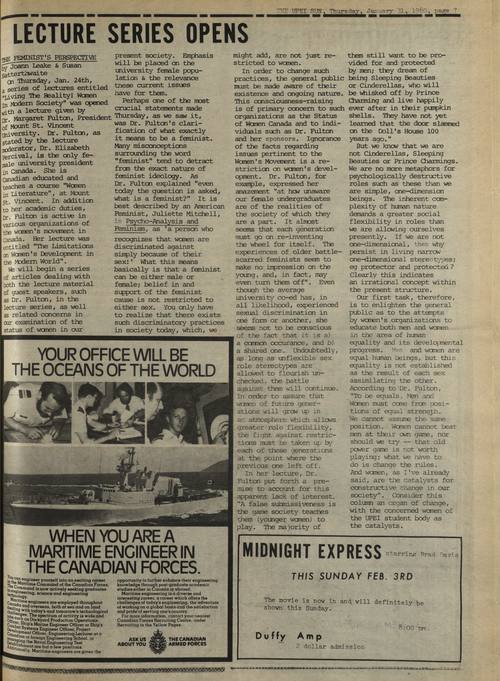 THE UPEI SUN, Thursday, January 31, 1980, page 7
LECTURE SERIES OPENS
THE FEMINIST'S PERSPECTIVE
by Joann Leake & Susan
Satterthwaite
On Thursday, Jan. 24th,
a series of lectures entitled
"Living The Reality! Women
In Modern Society" was opened
with a lecture given by
Dr. Margaret Fulton, President
of Mount St. Vincent
University. Dr. Fulton, as
stated by the lecture
moderator, Dr. Elizabeth
Percival, is the only fe-
male university president
in Canada. She is
Canadian educated and
teaches a course "Women
in Literature", at Mount
St. Vincent. In addition
to her academic duties,
Dr. Fulton is active in
various organizations of
the women's movement in
Canada. Her lecture was
entitled "The Limitations
on Women's Development in
the Modern World".
We will begin a series
of articles dealing with
both the lecture material
of guest speakers, such
as Dr. Fulton, in the
lecture series, as well
as related concerns in
our examination of the
status of women in our
present society. Emphasis
will be placed on the
university female popu-
lation & the relevance
these current issues
have for them.
Perhaps one of the most
crucial statements made
Thursday, as we saw it,
was Dr. Fulton's clar-
ification of what exactly
it means to be a feminist.
Many misconceptions
surrounding the word
"feminist" tend to detract
from the exact nature of
feminist ideology. As
Dr. Fulton explained "even
today the question is asked,
what is a feminist?" It is
best described by an American
Feminist, Juliette Mitchell,
in Psycho-Analysis and
Feminism, as 'a person who
recognizes that women are
discriminated against
simply because of their
sex!' What this means
basically is that a feminist
can be either male or
female; belief in and
support of the feminist
cause is not restricted to
either sex. You only have
to realize that there exists
such discriminatory practices
in society today, which, we
might add, are not just re-
stricted to women.
In order to change such
practices, the general public
must be made aware of their
existence and ongoing nature.
This consciousness-raising
is of primary concern to such
organizations as the Status
of Women Canada and to indi-
viduals such as Dr. Fulton
and her sponsors. Ignorance
of the facts regarding
issues pertinent to the
Women's Movement is a re-
striction on women's devel-
opment. Dr. Fulton, for
example, expressed her
amazement "at how unaware
our female undergraduates
are of the realities of
the society of which they
are a part. It almost
seems that each generation
must go on re-inventing
the wheel for itself. The
experiences of older battle-
scarred feminists seem to
make no impression on the
young, and, in fact, may
even turn them off". Even
though the average
university co-ed has, in
all likelihood, experienced
sexual discrimination in
one form or another, she
seems not to be conscious
of the fact that it is a
common occurance, and
a shared one. Undoubtedly,
as long as unflexible sex
role stereotypes are
allowed to flourish un-
checked, the battle
against them will continue.
In order to assure that
women of future gener-
ations will grow up in
an atmosphere which allows
greater role flexibility,
the fight against restric-
tions must be taken up by
each of these generations
at the point where the
previous one left off.
In her lecture, Dr.
Fulton put forth a pre-
mise to account for this
apparent lack of interest.
"A false submissiveness is
the game society teaches
them (younger women) to
play. The majority of
them still want to be pro-
vided for and protected
by men; they dream of
being Sleeping Beauties
or Cinderellas, who will
be whisked off by Prince
Charming and live happily
ever after in their pumpkin
shells. They have not yet
learned that the door slammed
on the Doll's House 100
years ago."
But we know that we are
not Cinderellas, Sleeping
Beauties or Prince Charmings.
We are no more metaphors for
psychologically destructive
roles such as these than we
are simple, one-dimension
beings. The inherent com-
plexity of human nature
demands a greater social
flexibility in roles than
we are allowing ourselves
presently. If we are not
one-dimensional, then why
persist in living narrow
one-dimensional stereotypes;
eg protector and protected?
Clearly this indicates
an irrational concept within
the present structure.
Our first task, therefore,
is to enlighten the general
public as to the attempts
by women's organizations to
educate both men and women
in the area of human
equality and its developmental
progress. Men and women are
equal human beings, but this
equality is not established
as the result of each sex
assimilating the other.
According to Dr. Fulton,
"To be equals, Men and
Women must come from posi-
tions of equal strength.
We cannot assume the same
position. Women cannot beat
men at their own game, nor
should we try -- that old
power game is not worth
playing; what we have to
do is change the rules.
And women, as I've already
said, are the catalysts for
constructive change in our
society". Consider this
column an organ of change,
with the concerned women of
the UPEI student body as
the catalysts.
YOUR OFFICE WILL BE
THE OCEANS OF THE WORLD
WHEN YOU ARE A
MARITIME ENGINEER IN
THE CANADIAN FORCES.
ASK US
ABOUT YOU
THE CANADIAN
ARMED FORCES
MIDNIGHT EXPRESS starring Brad Davis
THIS SUNDAY FEB. 3RD
The movie is now in and will definitely be
shown this Sunday.
8:00 pm.
Duffy Amp
2 dollar admission